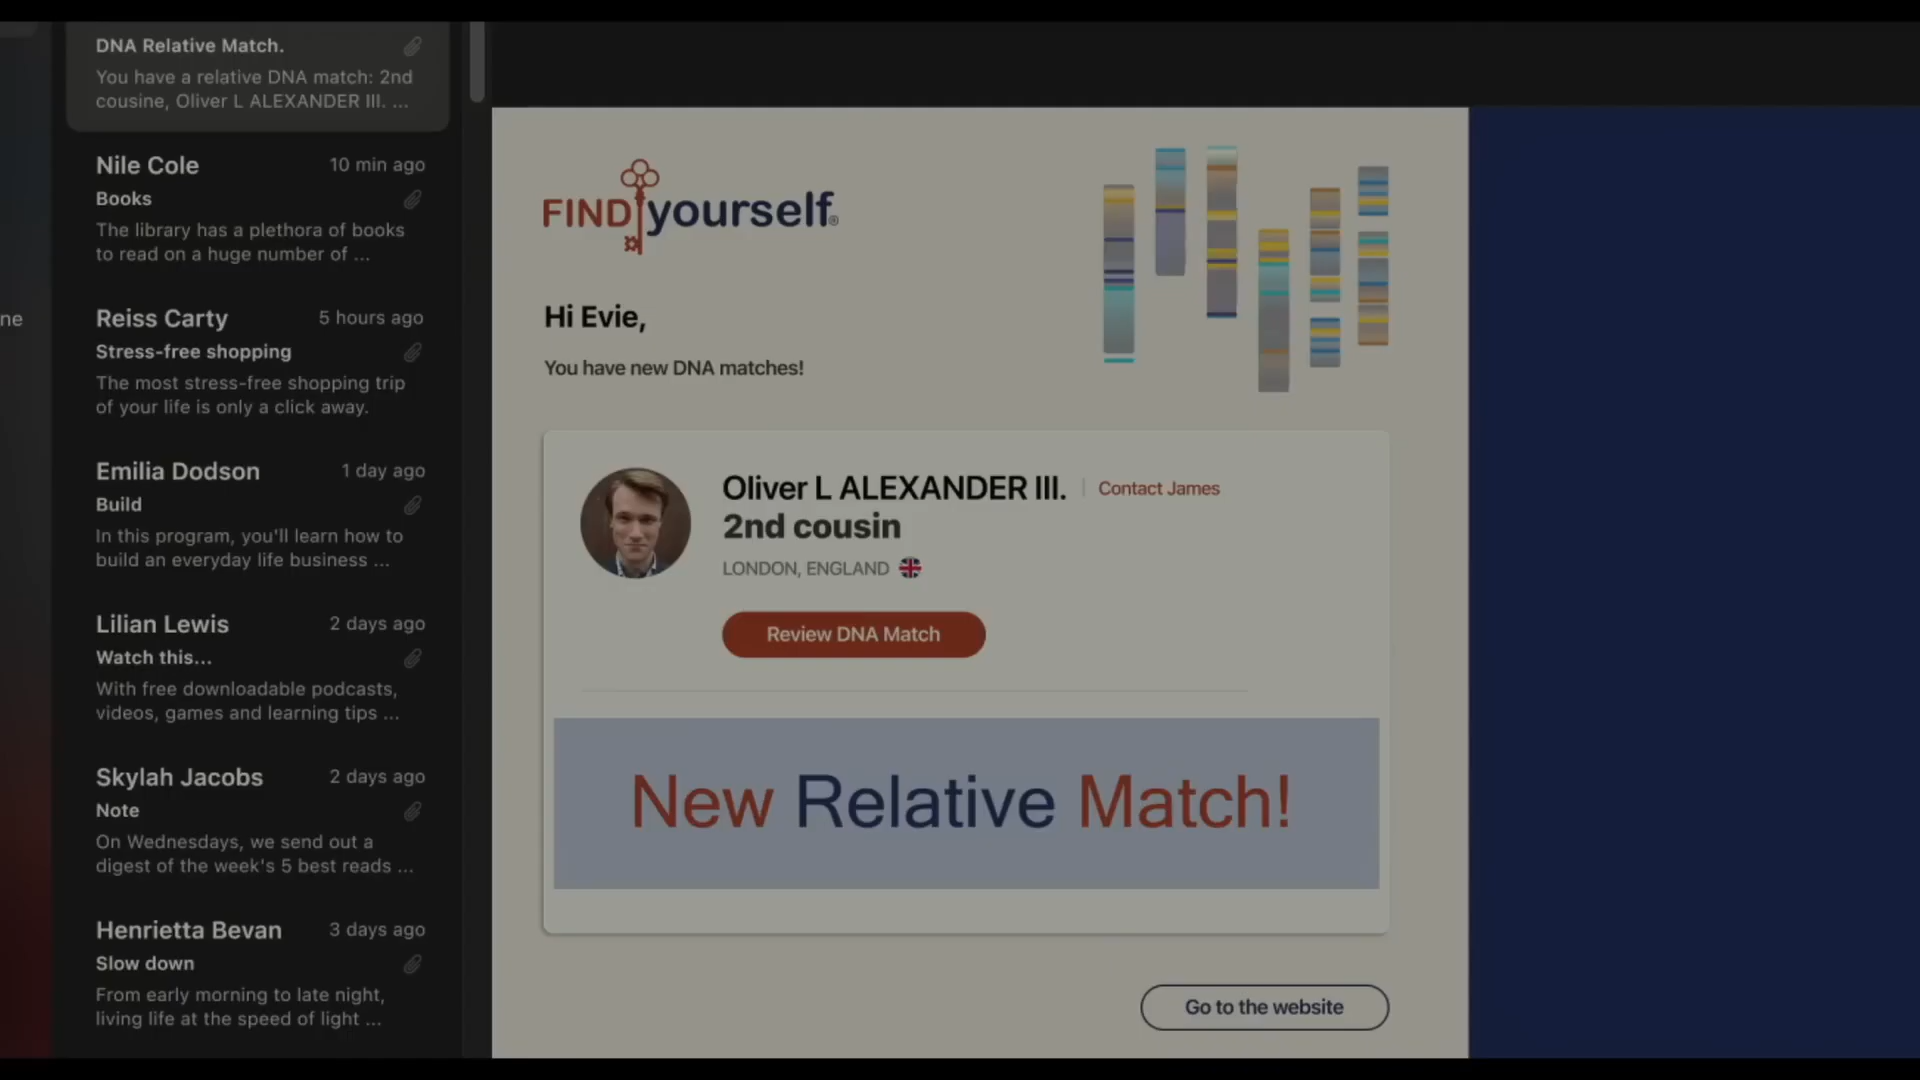 ne
DNA Relative Match.
You have a relative DNA match: 2nd
cousine, Oliver L ALEXANDER III. ...
Nile Cole 10 min ago
Books
The library has a plethora of books
to read on a huge number of ...
Reiss Carty 5 hours ago
Stress-free shopping
The most stress-free shopping trip
of your life is only a click away.
Emilia Dodson 1 day ago
Build
In this program, you'll learn how to
build an everyday life business ...
Lilian Lewis 2 days ago
Watch this...
With free downloadable podcasts,
videos, games and learning tips ...
Skylah Jacobs 2 days ago
Note
On Wednesdays, we send out a
digest of the week's 5 best reads ...
Henrietta Bevan 3 days ago
Slow down
From early morning to late night,
living life at the speed of light ...
FIND yourself®
Hi Evie,
You have new DNA matches!
Oliver L ALEXANDER III. | Contact James
2nd cousin
LONDON, ENGLAND
Review DNA Match
New Relative Match!
Go to the website